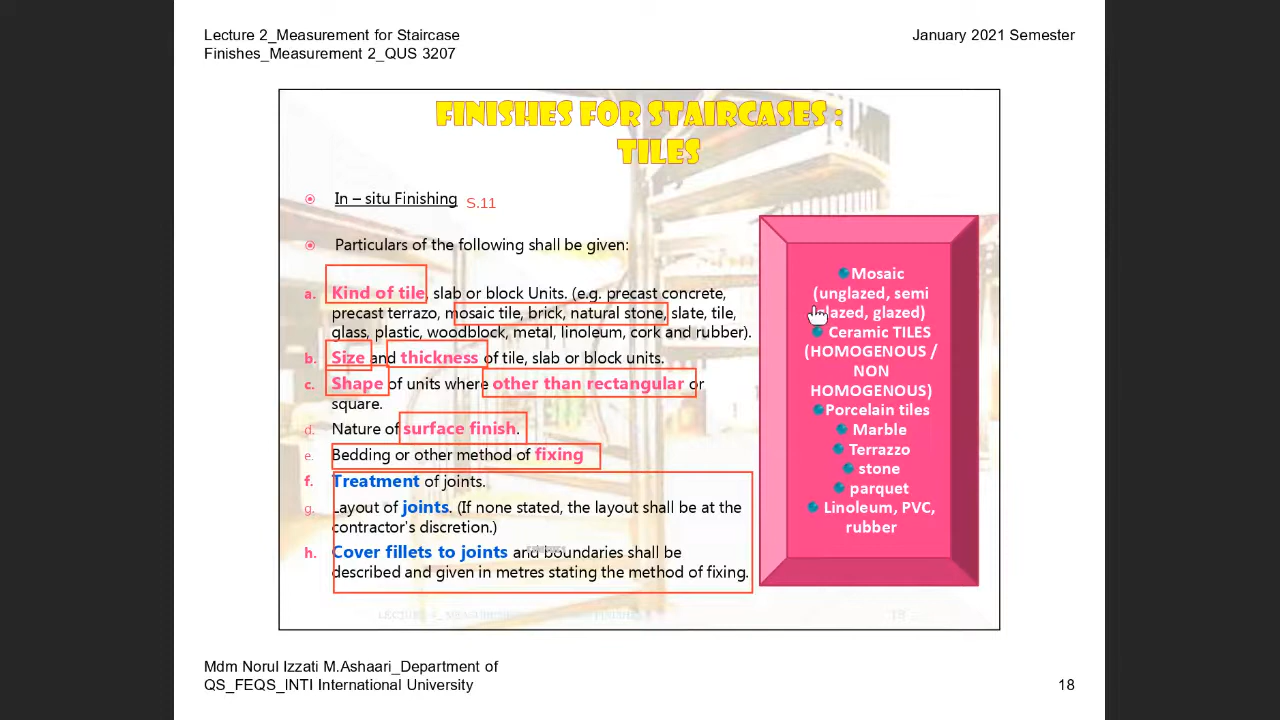 Lecture 2_Measurement for Staircase
Finishes_Measurement 2_QUS 3207
January 2021 Semester
FINISHES FOR STAIRCASES :
TILES
In – situ Finishing S.11
Particulars of the following shall be given:
a. Kind of tile, slab or block Units. (e.g. precast concrete,
precast terrazo, mosaic tile, brick, natural stone, slate, tile,
glass, plastic, woodblock, metal, linoleum, cork and rubber).
b. Size and thickness of tile, slab or block units.
c. Shape of units where other than rectangular or
square.
d. Nature of surface finish.
e. Bedding or other method of fixing
f. Treatment of joints.
g. Layout of joints. (If none stated, the layout shall be at the
contractor's discretion.)
h. Cover fillets to joints and boundaries shall be
described and given in metres stating the method of fixing.
Mosaic
(unglazed, semi
glazed, glazed)
Ceramic TILES
(HOMOGENOUS /
NON
HOMOGENOUS)
Porcelain tiles
Marble
Terrazzo
stone
parquet
Linoleum, PVC,
rubber
Mdm Norul Izzati M.Ashaari_Department of
QS_FEQS_INTI International University
18